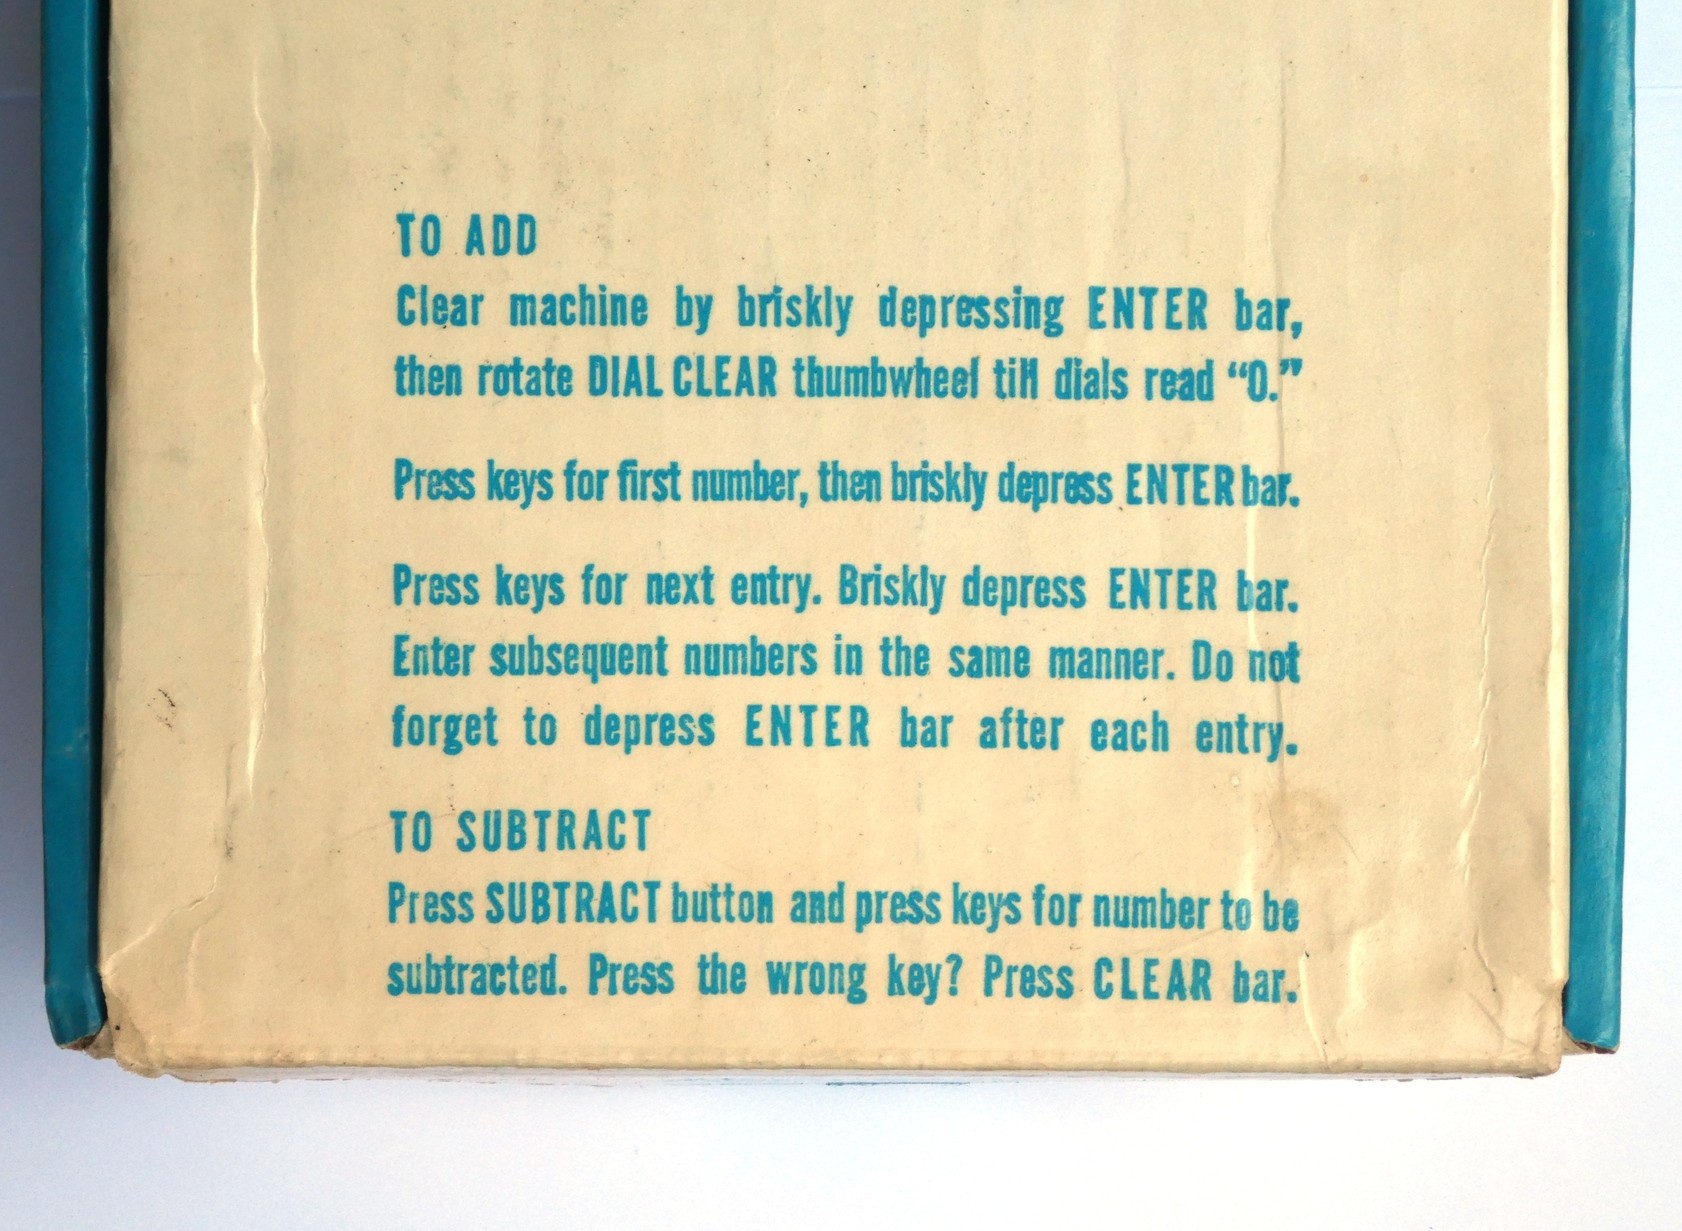 TO ADD
Clear machine by briskly depressing ENTER bar,
then rotate DIAL CLEAR thumbwheel till dials read “0.”
Press keys for first number, then briskly depress ENTER bar.
Press keys for next entry. Briskly depress ENTER bar.
Enter subsequent numbers in the same manner. Do not
forget to depress ENTER bar after each entry.
TO SUBTRACT
Press SUBTRACT button and press keys for number to be
subtracted. Press the wrong key? Press CLEAR bar.